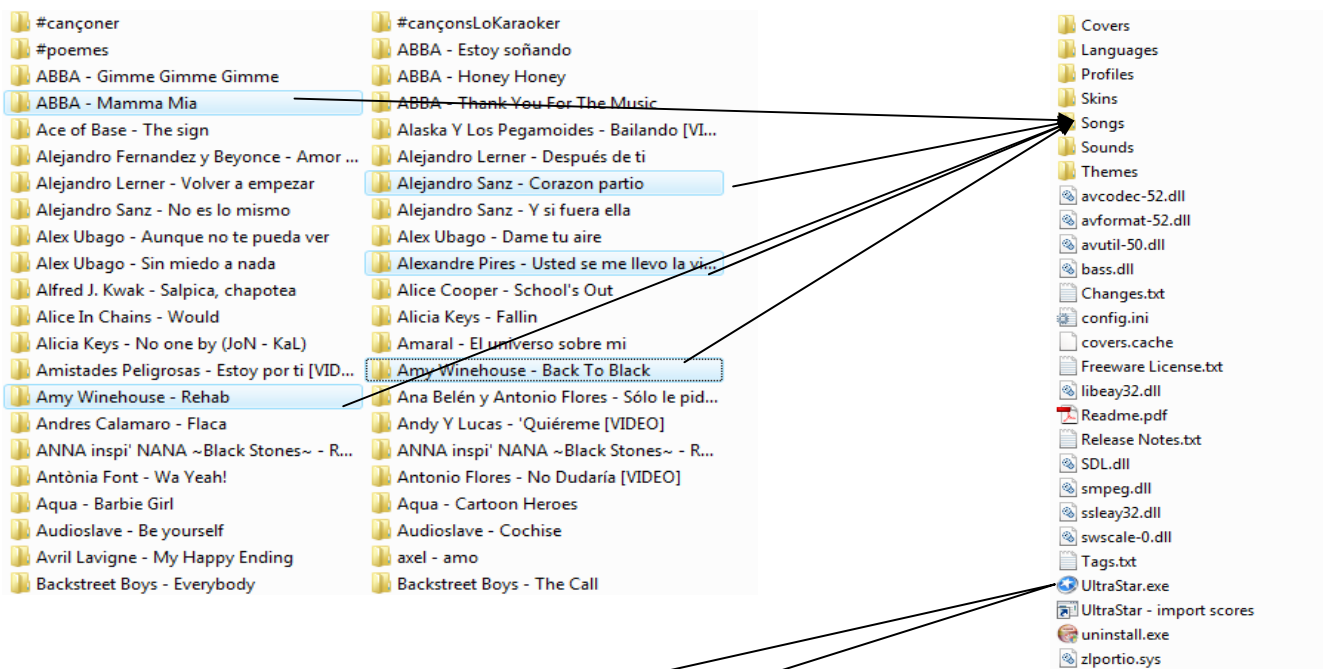 #cançoner
#poemes
ABBA - Gimme Gimme Gimme
ABBA - Mamma Mia
Ace of Base - The sign
Alejandro Fernandez y Beyonce - Amor ...
Alejandro Lerner - Volver a empezar
Alejandro Sanz - No es lo mismo
Alex Ubago - Aunque no te pueda ver
Alex Ubago - Sin miedo a nada
Alfred J. Kwak - Salpica, chapotea
Alice In Chains - Would
Alicia Keys - No one by (JoN - KaL)
Amistades Peligrosas - Estoy por ti [VID...
Amy Winehouse - Rehab
Andres Calamaro - Flaca
ANNA inspi' NANA ~Black Stones~ - R...
Antònia Font - Wa Yeah!
Aqua - Barbie Girl
Audioslave - Be yourself
Avril Lavigne - My Happy Ending
Backstreet Boys - Everybody
#cançonsLoKaraoker
ABBA - Estoy soñando
ABBA - Honey Honey
ABBA - Thank You For The Music
Alaska Y Los Pegamoides - Bailando [VI...
Alejandro Lerner - Después de ti
Alejandro Sanz - Corazon partio
Alejandro Sanz - Y si fuera ella
Alex Ubago - Dame tu aire
Alexandre Pires - Usted se me llevo la vi...
Alice Cooper - School's Out
Alicia Keys - Fallin
Amaral - El universo sobre mi
Amy Winehouse - Back To Black
Ana Belén y Antonio Flores - Sólo le pid...
Andy Y Lucas - 'Quiéreme [VIDEO]
ANNA inspi' NANA ~Black Stones~ - R...
Antonio Flores - No Dudaría [VIDEO]
Aqua - Cartoon Heroes
Audioslave - Cochise
axel - amo
Backstreet Boys - The Call
Covers
Languages
Profiles
Skins
Songs
Sounds
Themes
avcodec-52.dll
avformat-52.dll
avutil-50.dll
bass.dll
Changes.txt
config.ini
covers.cache
Freeware License.txt
libeay32.dll
Readme.pdf
Release Notes.txt
SDL.dll
smpeg.dll
ssleay32.dll
swscale-0.dll
Tags.txt
UltraStar.exe
UltraStar - import scores
uninstall.exe
zlportio.sys